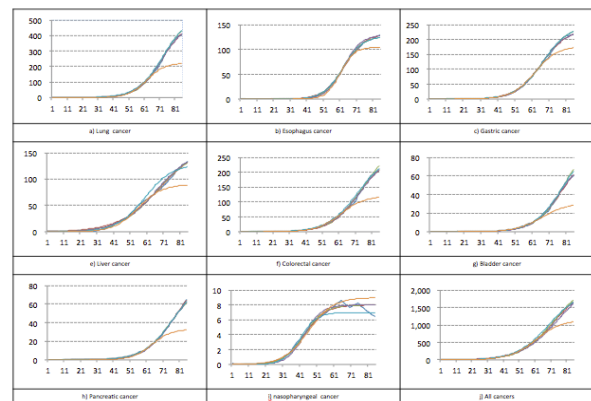 500
400
300
200
100
0
1 11 21 31 41 51 61 71 81
a) Lung cancer
150
100
50
0
1 11 21 31 41 51 61 71 81
b) Esophagus cancer
250
200
150
100
50
0
1 11 21 31 41 51 61 71 81
c) Gastric cancer
150
100
50
0
1 11 21 31 41 51 61 71 81
e) Liver cancer
250
200
150
100
50
0
1 11 21 31 41 51 61 71 81
f) Colorectal cancer
80
60
40
20
0
1 11 21 31 41 51 61 71 81
g) Bladder cancer
80
60
40
20
0
1 11 21 31 41 51 61 71 81
h) Pancreatic cancer
10
8
6
4
2
0
1 11 21 31 41 51 61 71 81
nasopharyngeal cancer
2,000
1,500
1,000
500
0
1 11 21 31 41 51 61 71 81
j) All cancers